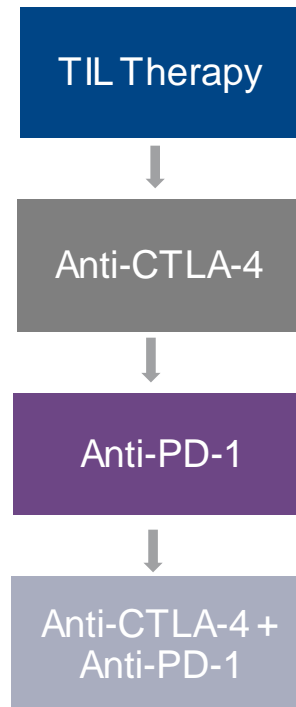 TIL Therapy
Anti-CTLA-4
Anti-PD-1
Anti-CTLA-4 +
Anti-PD-1